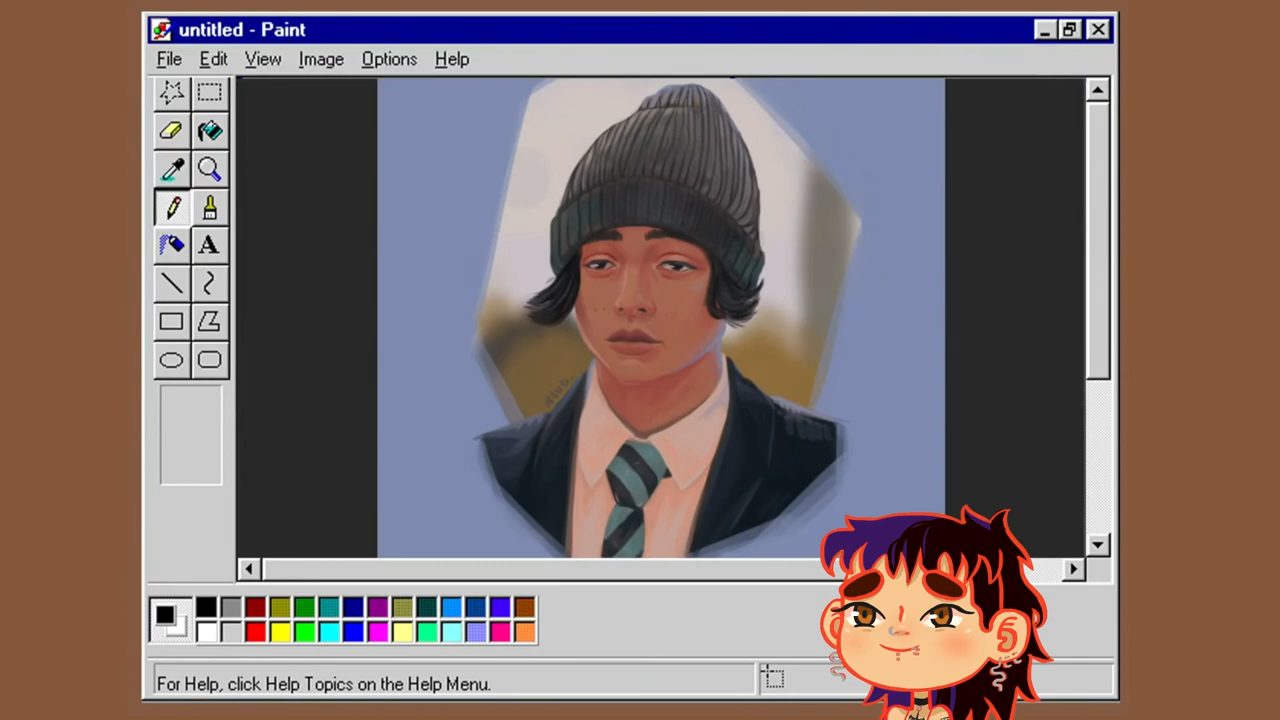 untitled - Paint
File Edit View Image Options Help
A
For Help, click Help Topics on the Help Menu.